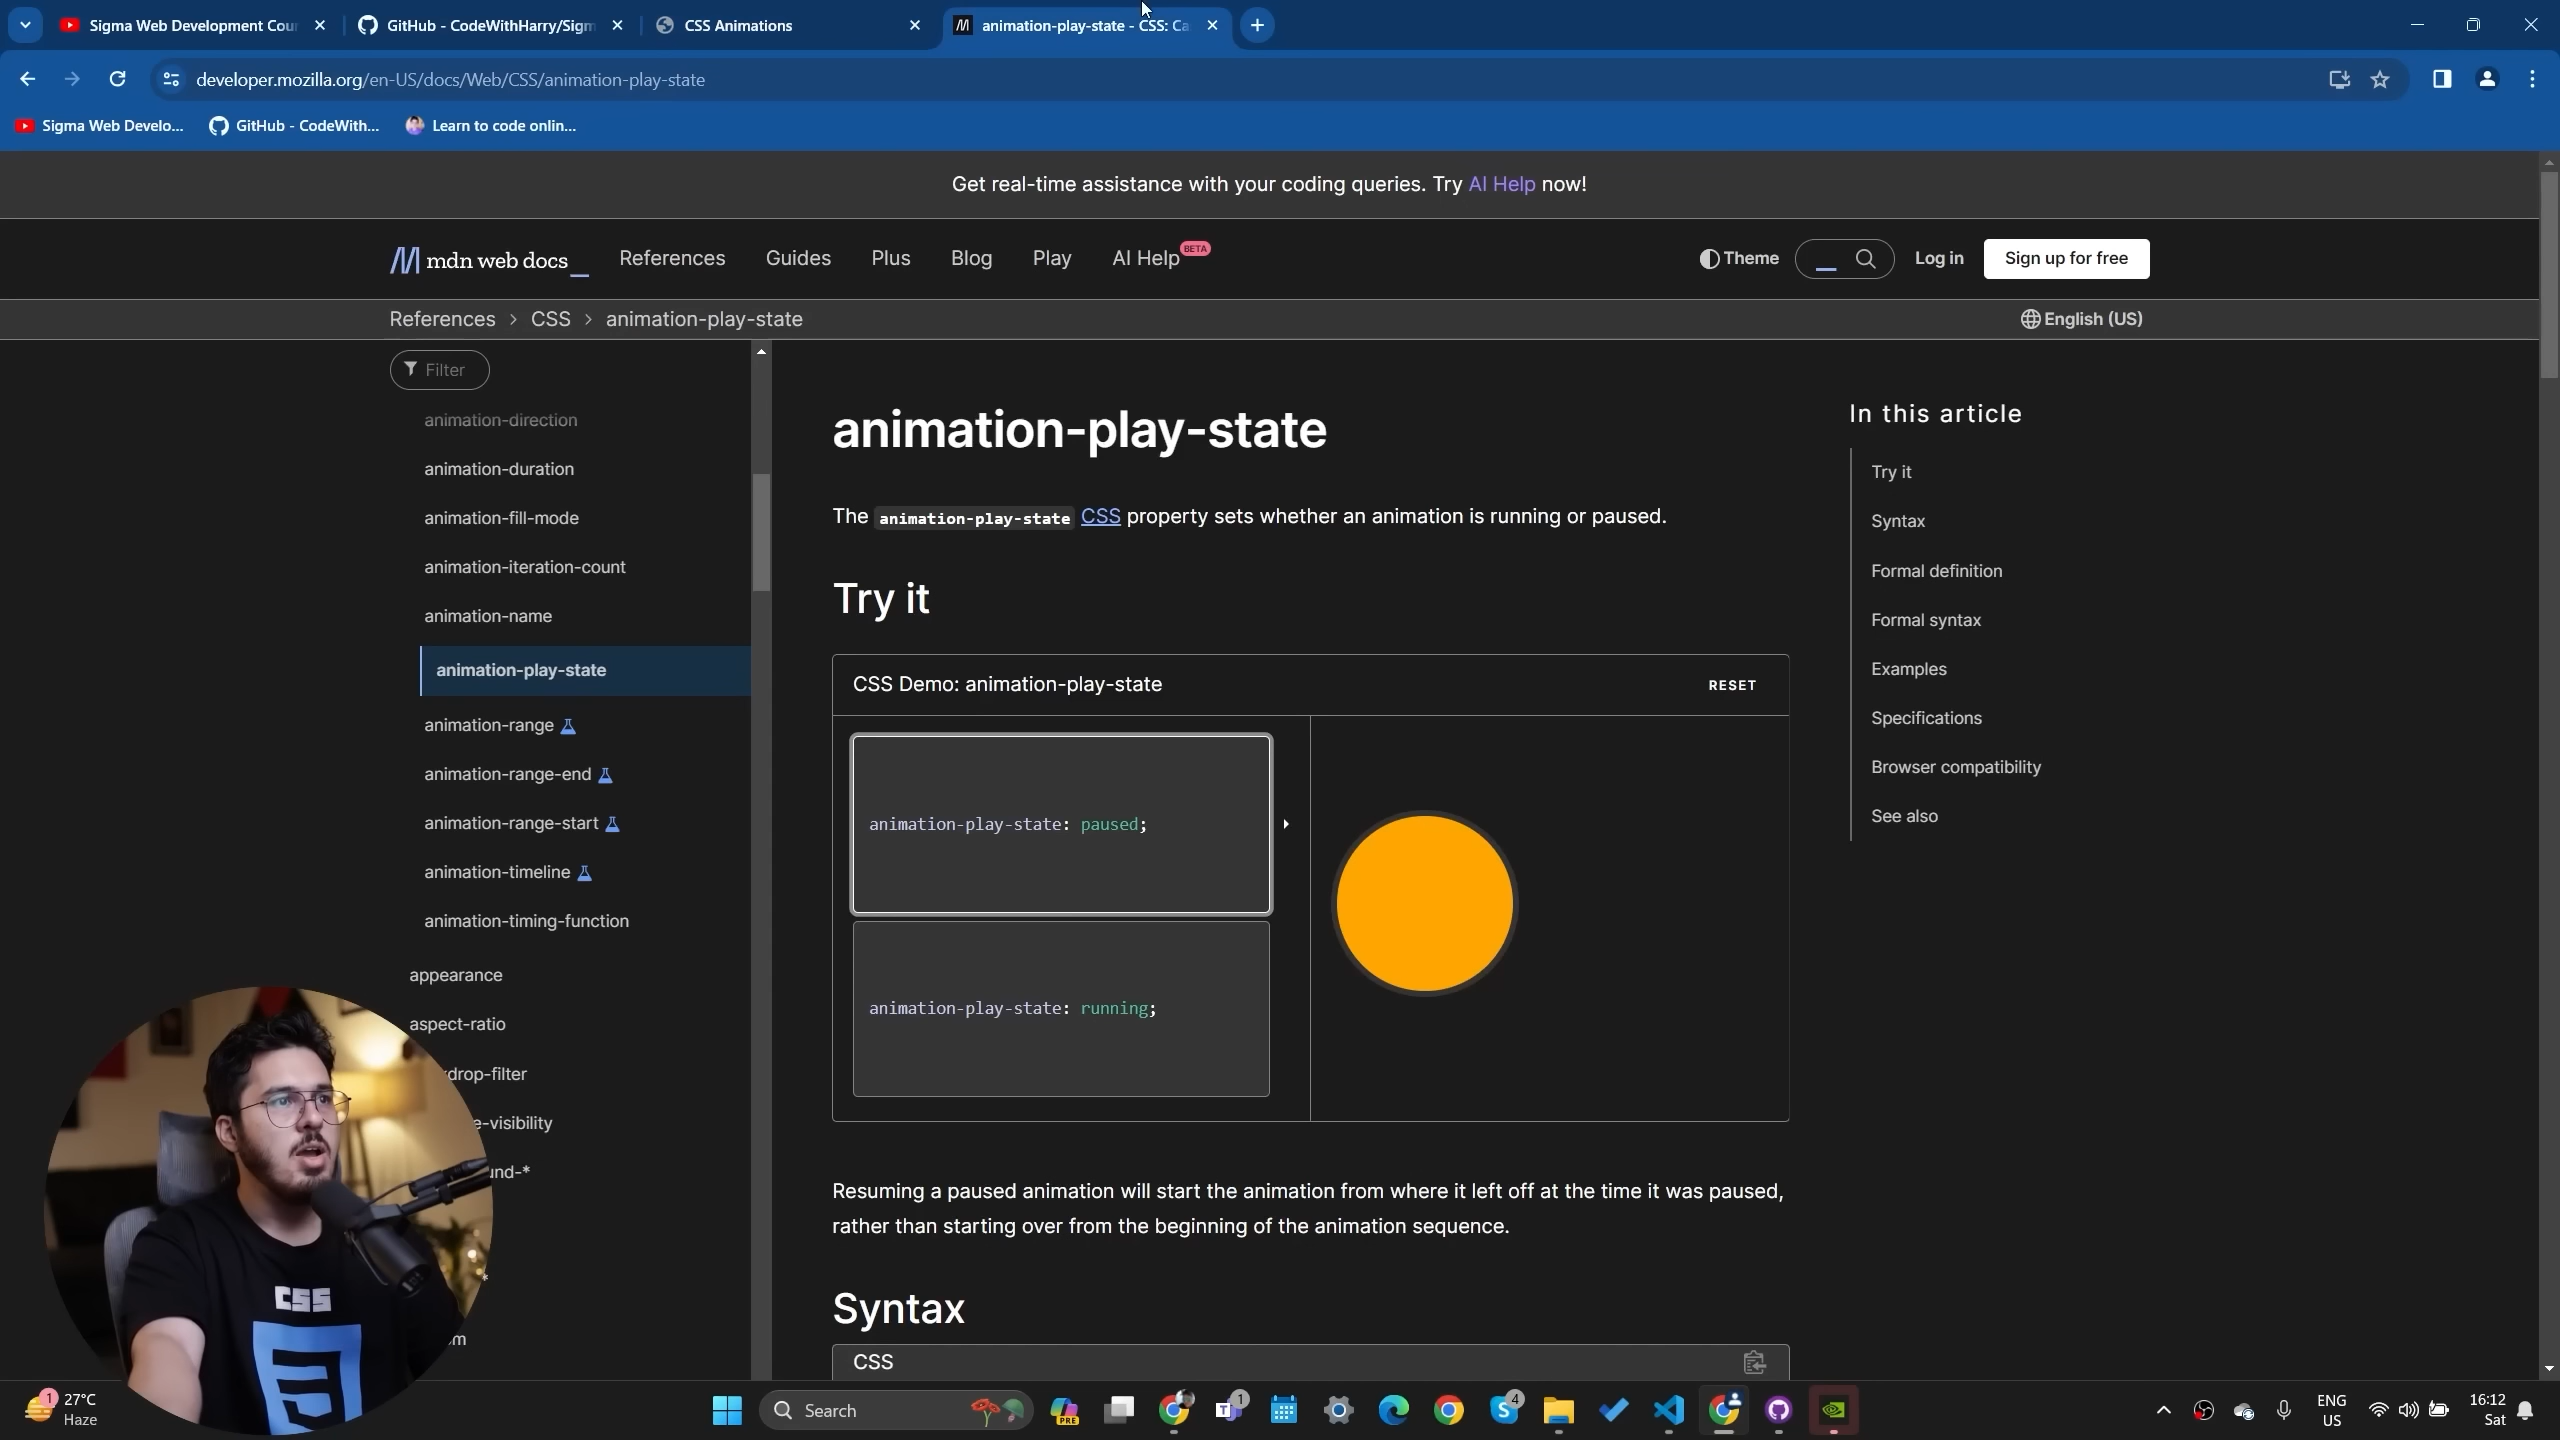 Sigma Web Development Cour
GitHub - CodeWithHarry/Sigm
CSS Animations
animation-play-state - CSS: Ca
developer.mozilla.org/en-US/docs/Web/CSS/animation-play-state
Sigma Web Develo...
GitHub - CodeWith...
Learn to code onlin...
Get real-time assistance with your coding queries. Try AI Help now!
mdn web docs_
References
Guides
Plus
Blog
Play
AI Help
BETA
Theme
Log in
Sign up for free
References > CSS > animation-play-state
English (US)
Filter
animation-direction
animation-duration
animation-fill-mode
animation-iteration-count
animation-name
animation-play-state
animation-range
animation-range-end
animation-range-start
animation-timeline
animation-timing-function
appearance
aspect-ratio
drop-filter
e-visibility
und-*
*
m
animation-play-state
The animation-play-state CSS property sets whether an animation is running or paused.
Try it
CSS Demo: animation-play-state
RESET
animation-play-state: paused;
animation-play-state: running;
Resuming a paused animation will start the animation from where it left off at the time it was paused,
rather than starting over from the beginning of the animation sequence.
Syntax
CSS
In this article
Try it
Syntax
Formal definition
Formal syntax
Examples
Specifications
Browser compatibility
See also
CSS
1
27°C
Haze
Search
PRE
1
4
ENG
US
16:12
Sat